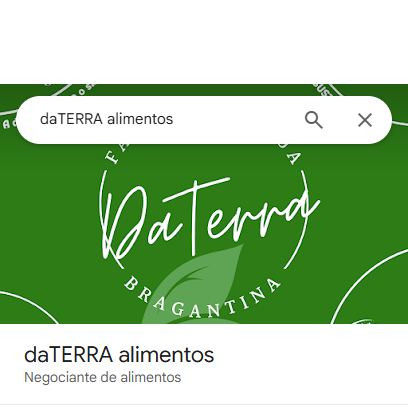 daTERRA alimentos
DaTerra
BRAGANTINA
daTERRA alimentos
Negociante de alimentos